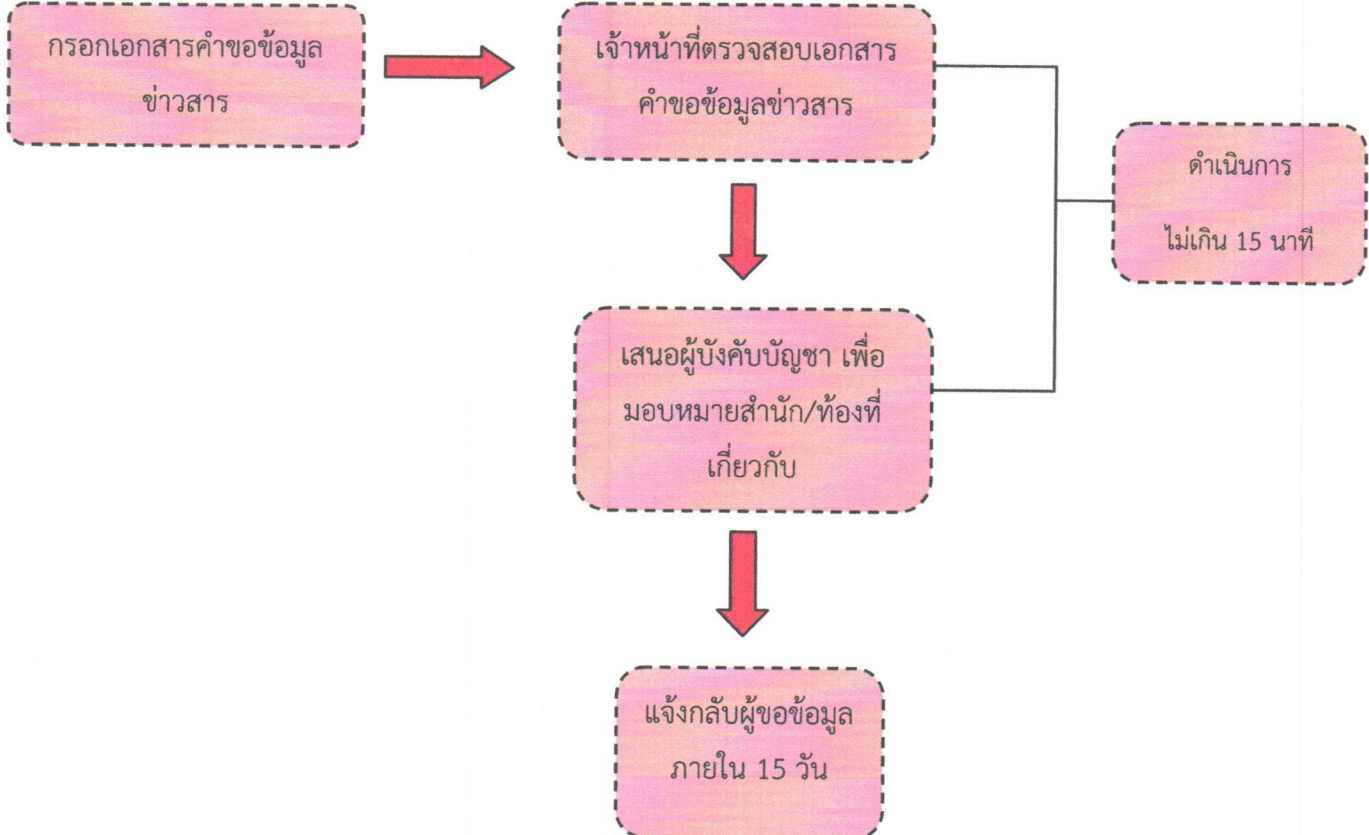 กรอกเอกสารคำขอข้อมูล
ข่าวสาร
เจ้าหน้าที่ตรวจสอบเอกสาร
คำขอข้อมูลข่าวสาร
ดำเนินการ
ไม่เกิน 15 นาที
เสนอผู้บังคับบัญชา เพื่อ
มอบหมายสำนัก/ท้องที่
เกี่ยวกับ
แจ้งกลับผู้ขอข้อมูล
ภายใน 15 วัน